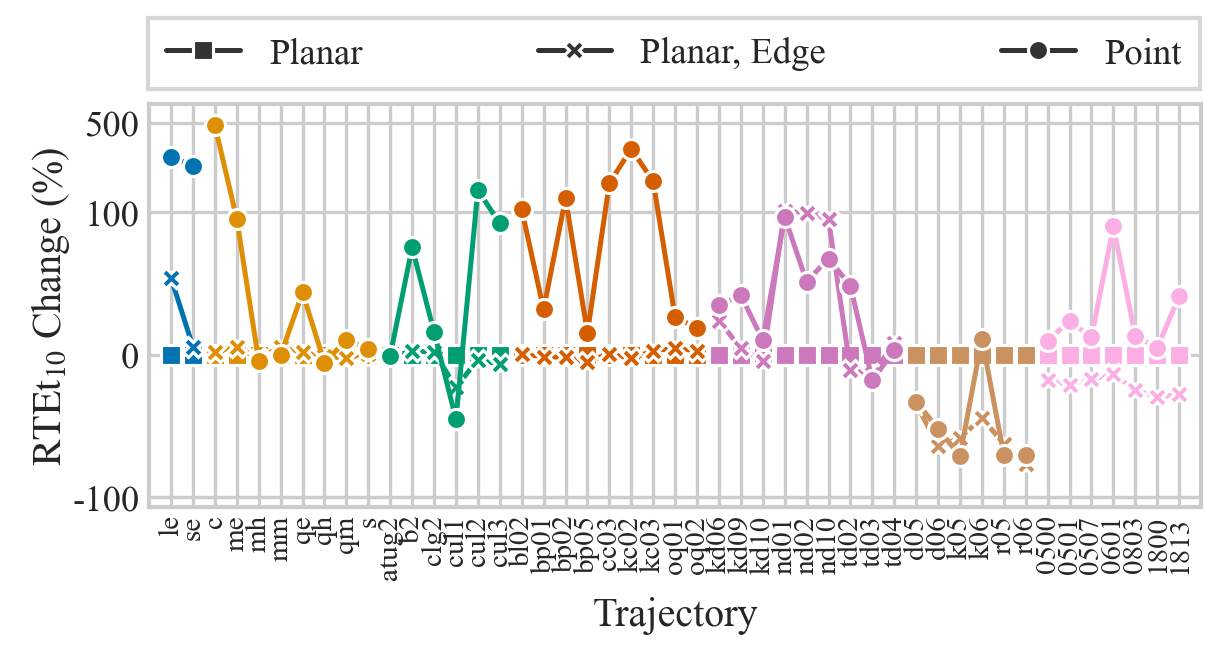 Planar
Planar, Edge
Point
RTEt10 Change (%)
500
100
0
-100
le
se
c
me
mh
mm
qe
qh
qm
s
atug2
b2
clg2
cul1
cul2
cul3
bl02
bp01
bp02
bp05
cc03
kc02
kc03
oq01
oq02
kd06
kd09
kd10
nd01
nd02
nd10
td02
td03
td04
d05
d06
k05
k06
r05
r06
0500
0501
0507
0601
0803
1800
1813
Trajectory